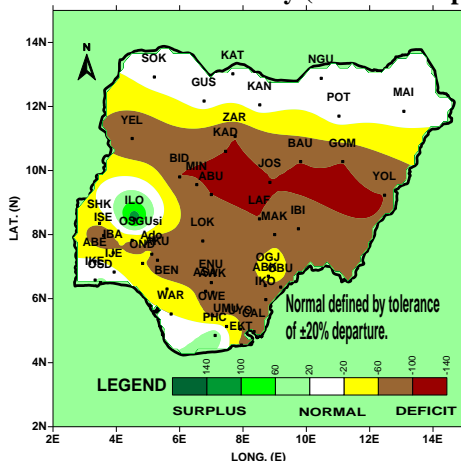 14N
12N
10N
8N
6N
4N
2N
LAT. (N)
N
SOK
KAT
NGU
GUS
KAN
MAI
POT
YEL
ZAR
KAD
BAU
GOM
BID
MIN
ABU
JOS
YOL
SHK
ILO
LAF
ISE
IBI
MAK
OSG
Usi
LOK
IBA
Ado
ABE
OND
AKU
IJE
ENU
OGJ
IKE
OSD
BEN
AWK
ABK
OBU
IKO
WAR
OWE
UMU
UYO
CAL
PHC
EKT
Normal defined by tolerance
of ±20% departure.
LEGEND
140
100
60
20
-20
-60
-100
-140
SURPLUS
NORMAL
DEFICIT
2E
4E
6E
8E
10E
12E
14E
LONG. (E)